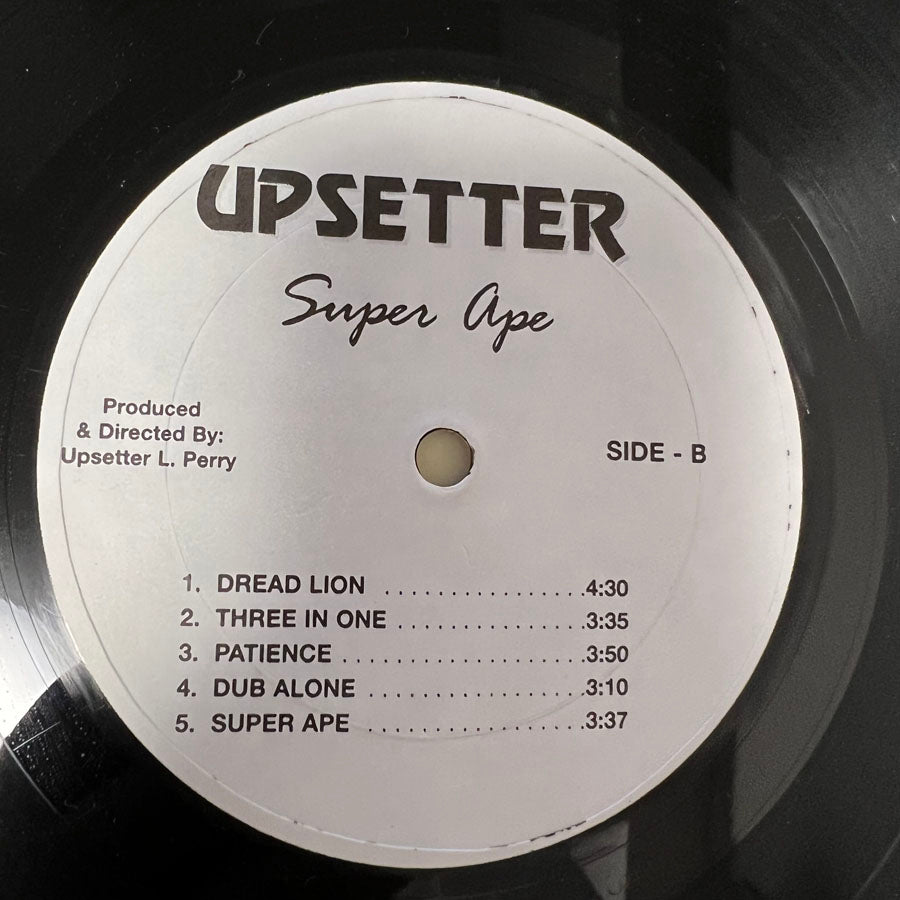 UPSETTER
Super Ape
Produced
& Directed By:
Upsetter L. Perry
SIDE - B
1. DREAD LION ................4:30
2. THREE IN ONE ...............3:35
3. PATIENCE ...................3:50
4. DUB ALONE .................3:10
5. SUPER APE .................3:37